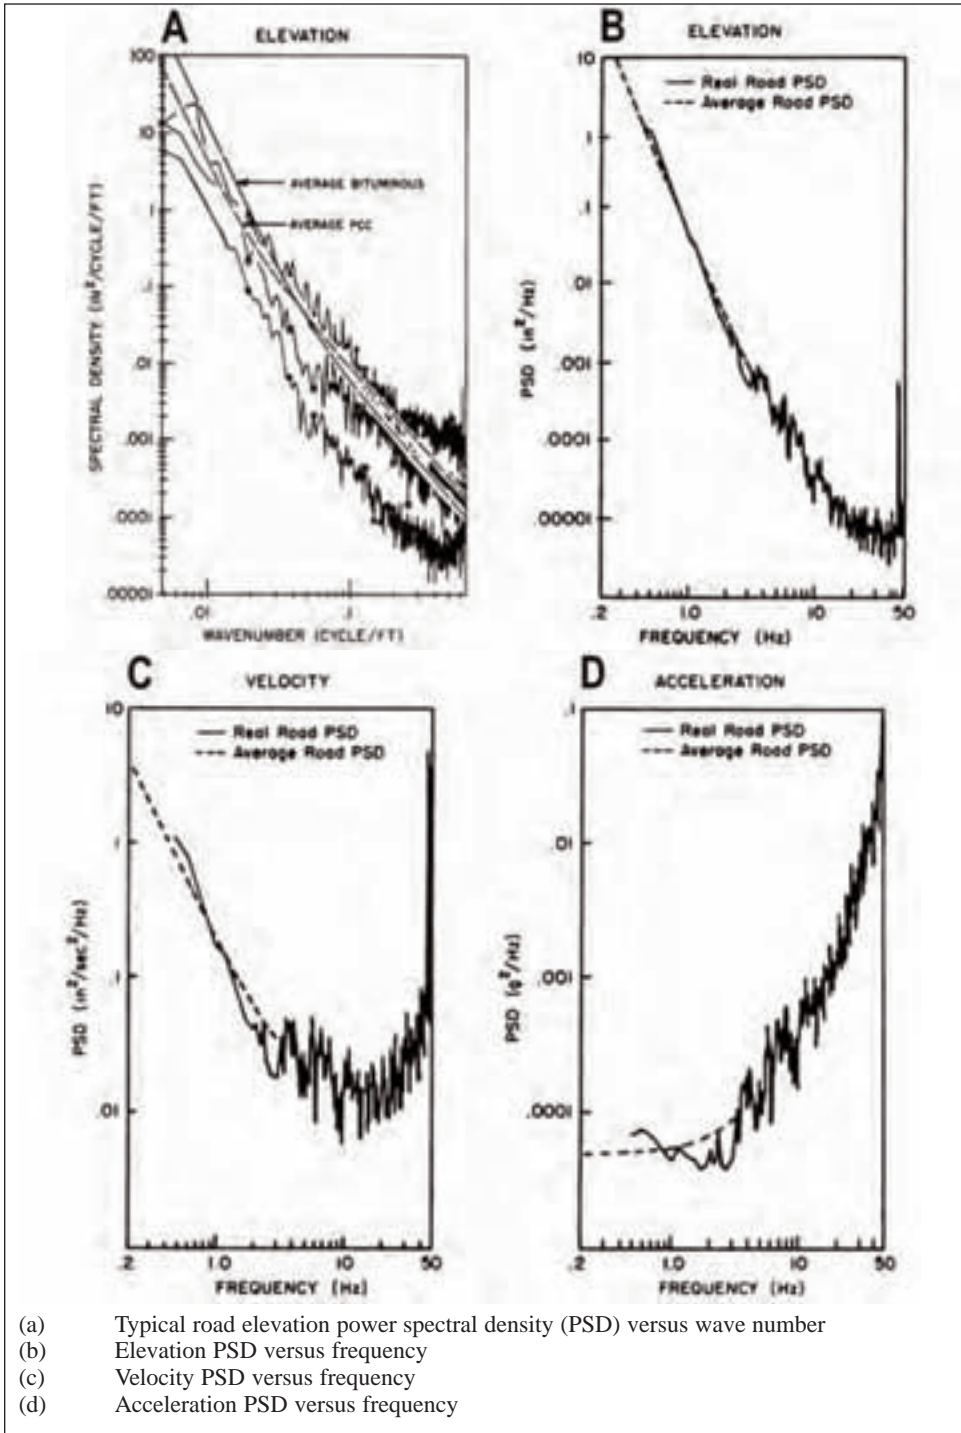 A ELEVATION
100
10
1
.1
.01
.001
.0001
.00001
SPECTRAL DENSITY (IN²/CYCLE/FT)
AVERAGE BITUMINOUS
AVERAGE PCC
.01
.1
WAVENUMBER (CYCLE/FT)
B ELEVATION
Real Road PSD
Average Road PSD
10
1
.1
.01
.001
.0001
.00001
PSD (in²/Hz)
.2 1.0 10 50
FREQUENCY (Hz)
C VELOCITY
Real Road PSD
Average Road PSD
10
1
.1
.01
PSD (in²/sec²/Hz)
.2 1.0 10 50
FREQUENCY (Hz)
D ACCELERATION
Real Road PSD
Average Road PSD
.1
.01
.001
.0001
PSD (g²/Hz)
.2 1.0 10 50
FREQUENCY (Hz)
(a) Typical road elevation power spectral density (PSD) versus wave number
(b) Elevation PSD versus frequency
(c) Velocity PSD versus frequency
(d) Acceleration PSD versus frequency